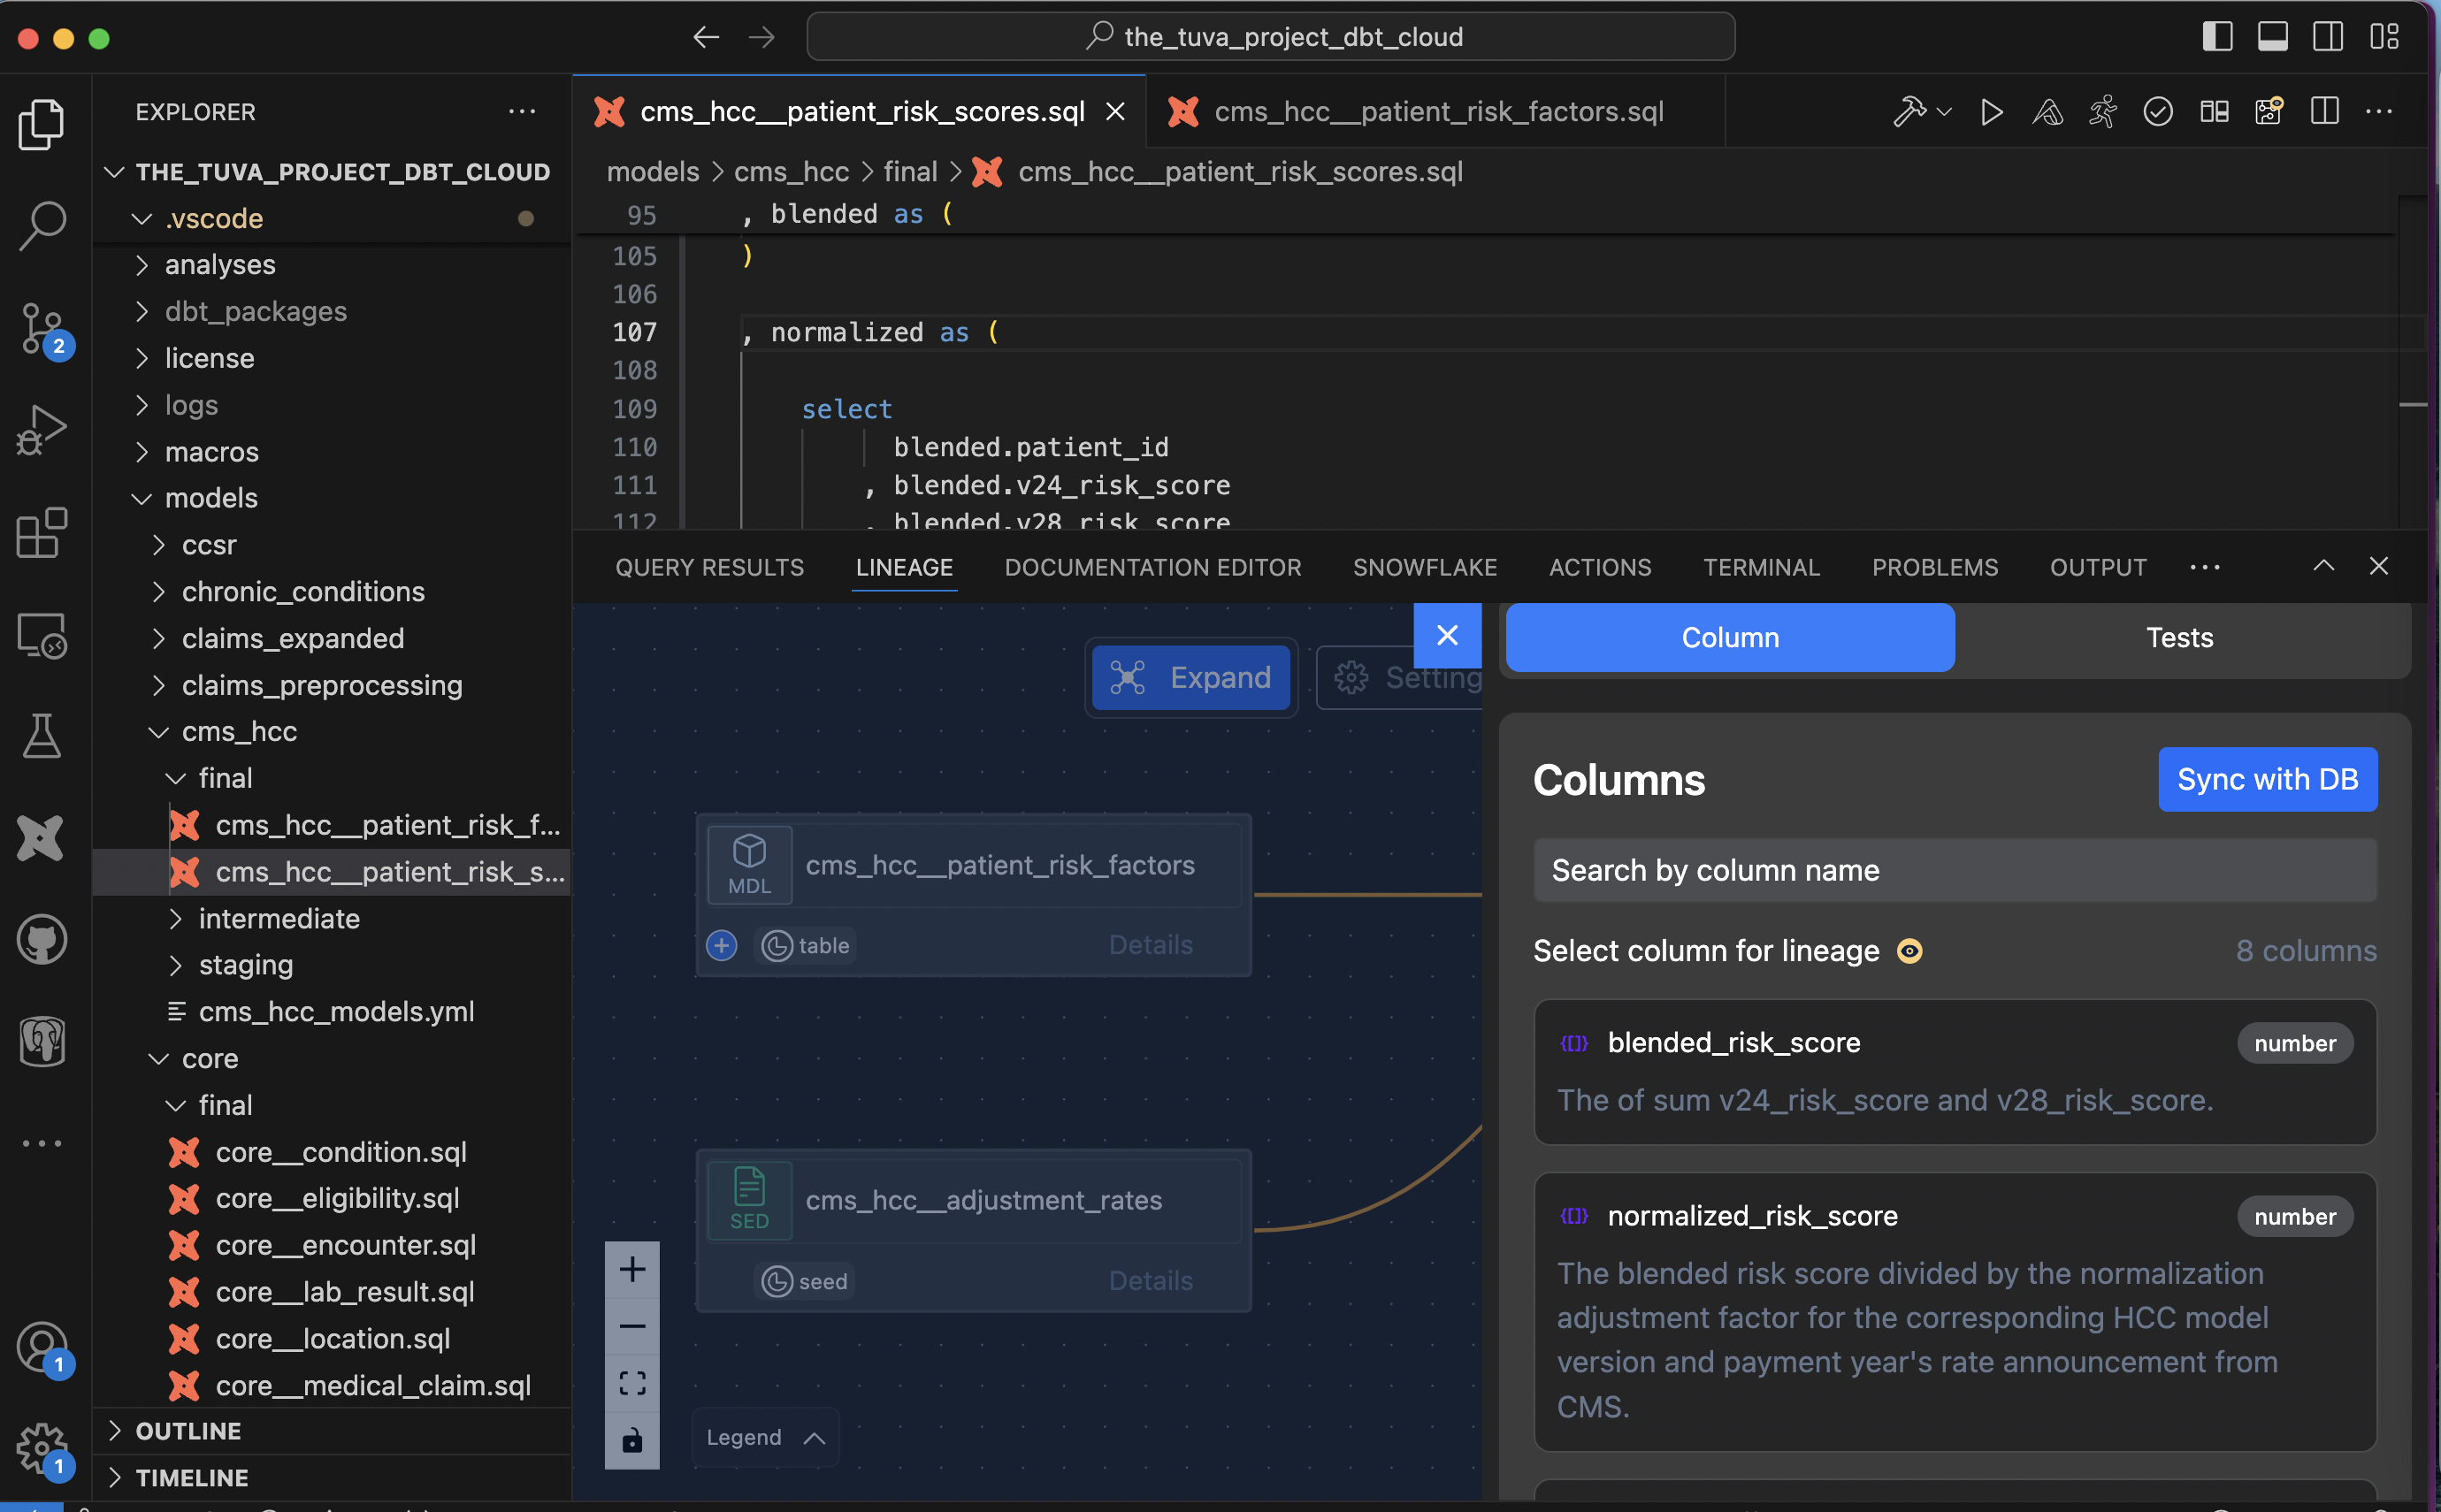 the_tuva_project_dbt_cloud
EXPLORER
THE_TUVA_PROJECT_DBT_CLOUD
.vscode
analyses
dbt_packages
license
logs
macros
models
ccsr
chronic_conditions
claims_expanded
claims_preprocessing
cms_hcc
final
cms_hcc__patient_risk_f...
cms_hcc__patient_risk_s...
intermediate
staging
cms_hcc_models.yml
core
final
core__condition.sql
core__eligibility.sql
core__encounter.sql
core__lab_result.sql
core__location.sql
core__medical_claim.sql
OUTLINE
TIMELINE
2
1
1
cms_hcc__patient_risk_scores.sql
cms_hcc__patient_risk_factors.sql
models > cms_hcc > final > cms_hcc__patient_risk_scores.sql
95 , blended as (
105 )
106
107 , normalized as (
108
109 select
110 blended.patient_id
111 , blended.v24_risk_score
112 , blended.v28_risk_score
QUERY RESULTS LINEAGE DOCUMENTATION EDITOR SNOWFLAKE ACTIONS TERMINAL PROBLEMS OUTPUT
Expand
Setting
MDL
cms_hcc__patient_risk_factors
table
Details
SED
cms_hcc__adjustment_rates
seed
Details
Legend
Column
Tests
Columns
Sync with DB
Search by column name
Select column for lineage
8 columns
blended_risk_score
number
The of sum v24_risk_score and v28_risk_score.
normalized_risk_score
number
The blended risk score divided by the normalization
adjustment factor for the corresponding HCC model
version and payment year's rate announcement from
CMS.